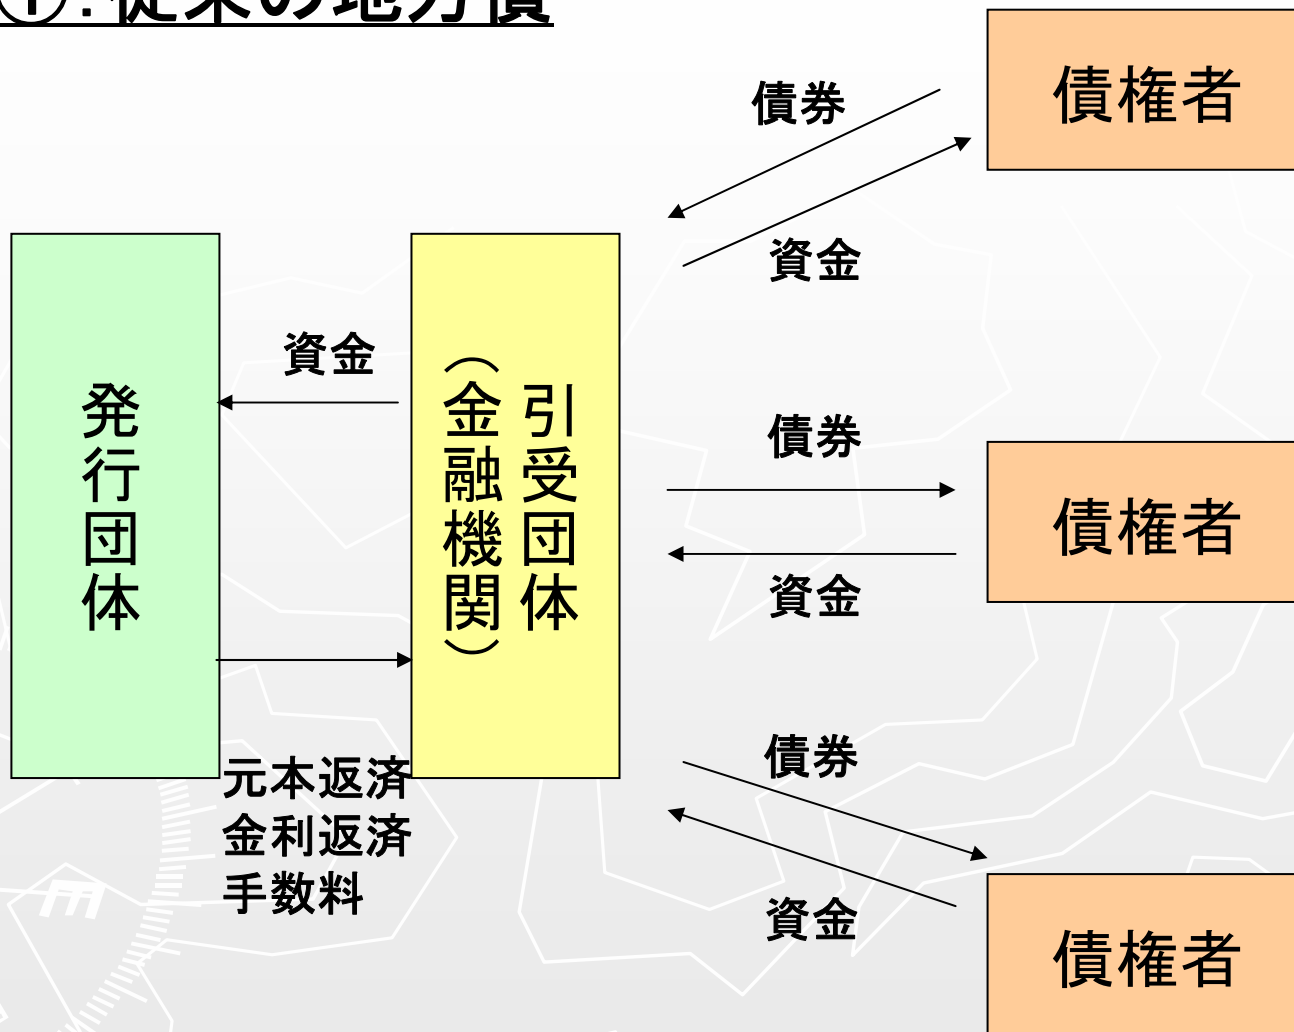 ①:従来の地方債
債券
債権者
資金
発行団体
資金
引受団体
(金融機関)
債券
債権者
資金
元本返済
金利返済
手数料
債券
資金
債権者
E